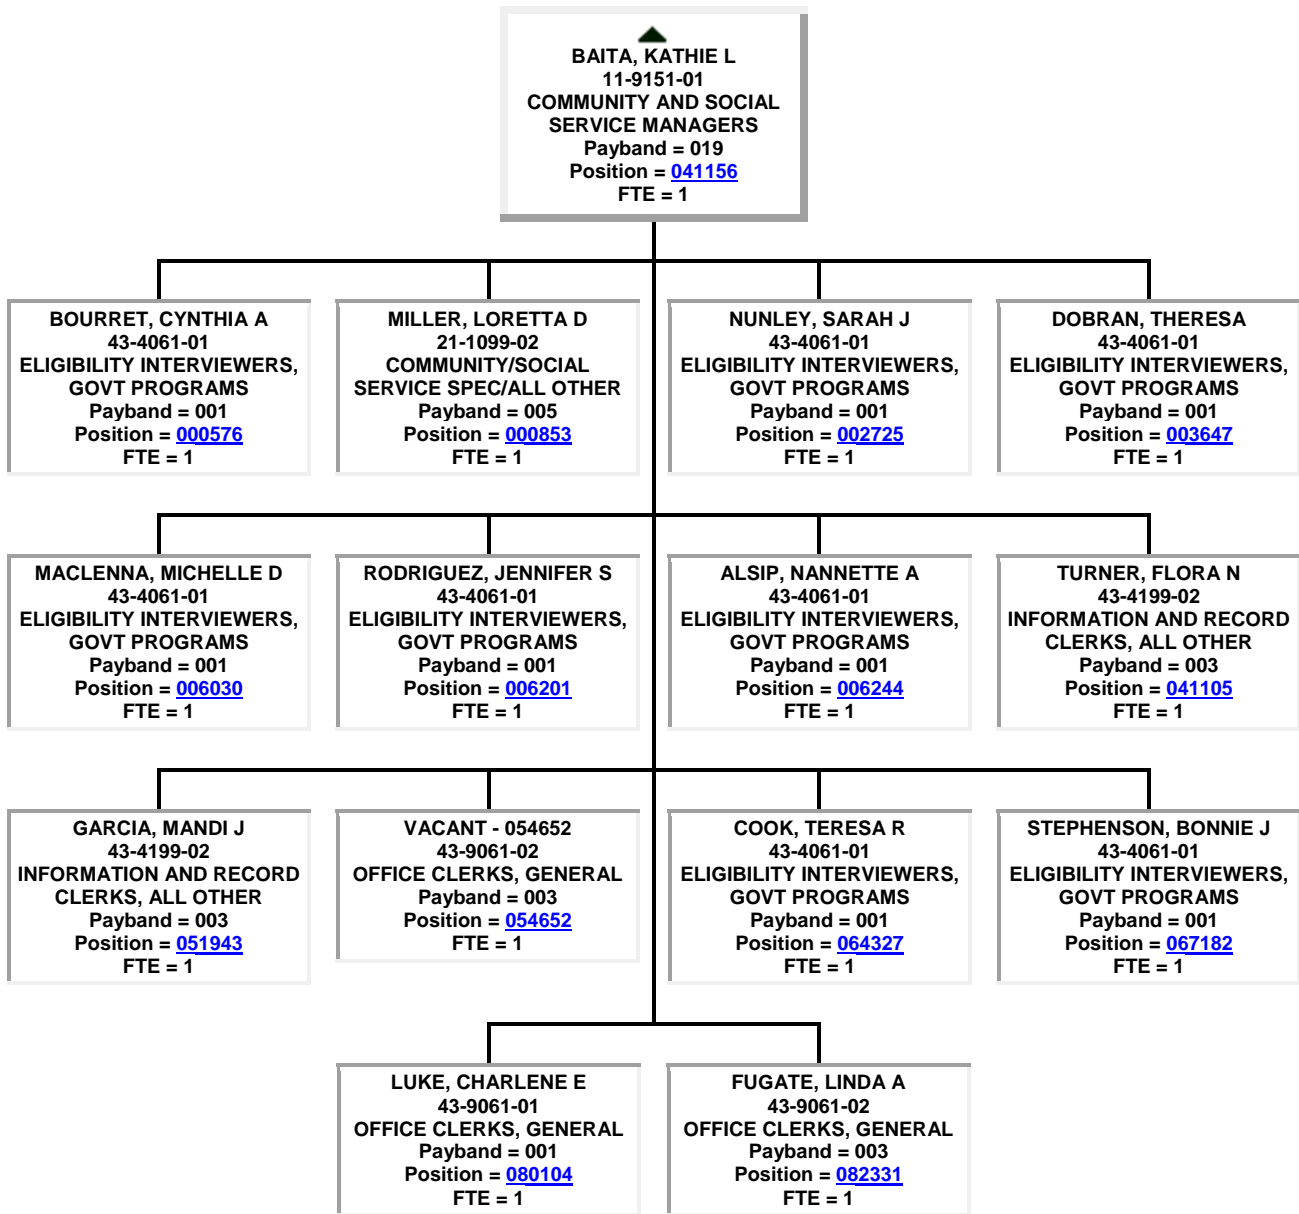 BAITA, KATHIE L
11-9151-01
COMMUNITY AND SOCIAL
SERVICE MANAGERS
Payband = 019
Position = 041156
FTE = 1
BOURRET, CYNTHIA A
43-4061-01
ELIGIBILITY INTERVIEWERS,
GOVT PROGRAMS
Payband = 001
Position = 000576
FTE = 1
MILLER, LORETTA D
21-1099-02
COMMUNITY/SOCIAL
SERVICE SPEC/ALL OTHER
Payband = 005
Position = 000853
FTE = 1
NUNLEY, SARAH J
43-4061-01
ELIGIBILITY INTERVIEWERS,
GOVT PROGRAMS
Payband = 001
Position = 002725
FTE = 1
DOBRAN, THERESA
43-4061-01
ELIGIBILITY INTERVIEWERS,
GOVT PROGRAMS
Payband = 001
Position = 003647
FTE = 1
MACLENNA, MICHELLE D
43-4061-01
ELIGIBILITY INTERVIEWERS,
GOVT PROGRAMS
Payband = 001
Position = 006030
FTE = 1
RODRIGUEZ, JENNIFER S
43-4061-01
ELIGIBILITY INTERVIEWERS,
GOVT PROGRAMS
Payband = 001
Position = 006201
FTE = 1
ALSIP, NANNETTE A
43-4061-01
ELIGIBILITY INTERVIEWERS,
GOVT PROGRAMS
Payband = 001
Position = 006244
FTE = 1
TURNER, FLORA N
43-4199-02
INFORMATION AND RECORD
CLERKS, ALL OTHER
Payband = 003
Position = 041105
FTE = 1
GARCIA, MANDI J
43-4199-02
INFORMATION AND RECORD
CLERKS, ALL OTHER
Payband = 003
Position = 051943
FTE = 1
VACANT - 054652
43-9061-02
OFFICE CLERKS, GENERAL
Payband = 003
Position = 054652
FTE = 1
COOK, TERESA R
43-4061-01
ELIGIBILITY INTERVIEWERS,
GOVT PROGRAMS
Payband = 001
Position = 064327
FTE = 1
STEPHENSON, BONNIE J
43-4061-01
ELIGIBILITY INTERVIEWERS,
GOVT PROGRAMS
Payband = 001
Position = 067182
FTE = 1
LUKE, CHARLENE E
43-9061-01
OFFICE CLERKS, GENERAL
Payband = 001
Position = 080104
FTE = 1
FUGATE, LINDA A
43-9061-02
OFFICE CLERKS, GENERAL
Payband = 003
Position = 082331
FTE = 1